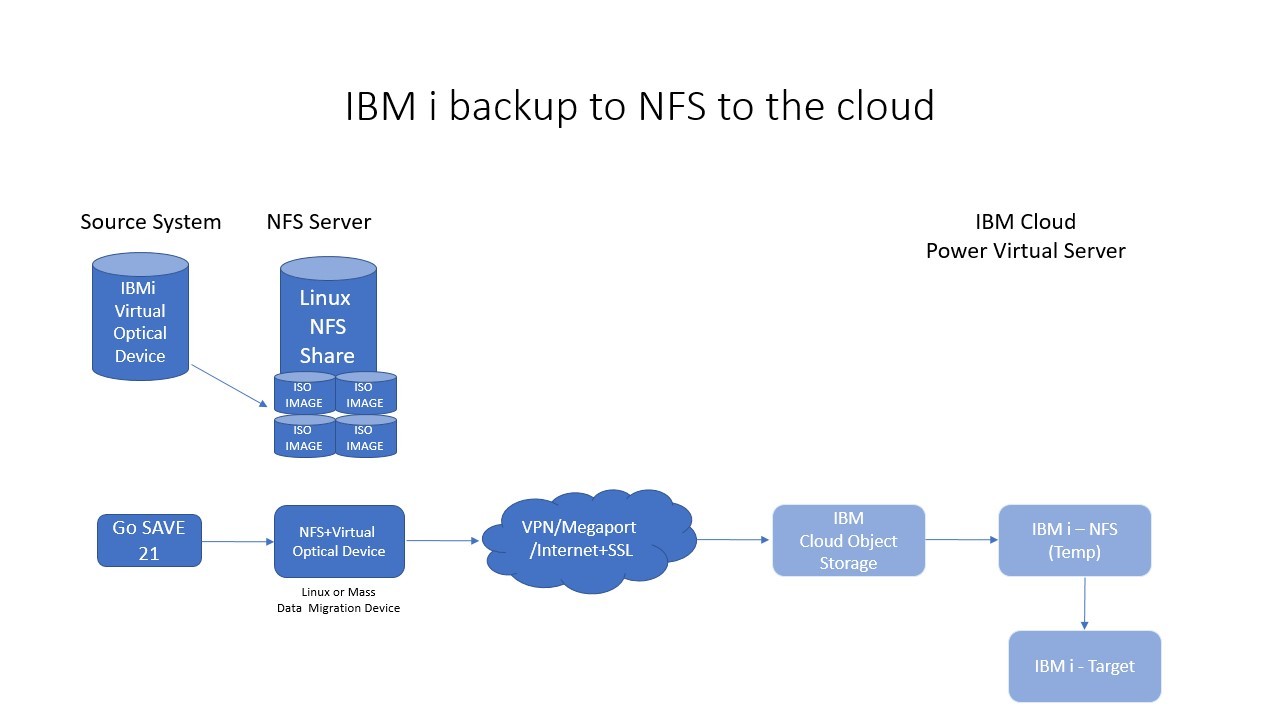 IBM i backup to NFS to the cloud
Source System
NFS Server
IBM Cloud
Power Virtual Server
IBMi
Virtual
Optical
Device
Linux
NFS
Share
ISO
IMAGE
ISO
IMAGE
ISO
IMAGE
ISO
IMAGE
Go SAVE
21
NFS+Virtual
Optical Device
Linux or Mass
Data Migration Device
VPN/Megaport
/Internet+SSL
IBM
Cloud Object
Storage
IBM i – NFS
(Temp)
IBM i - Target